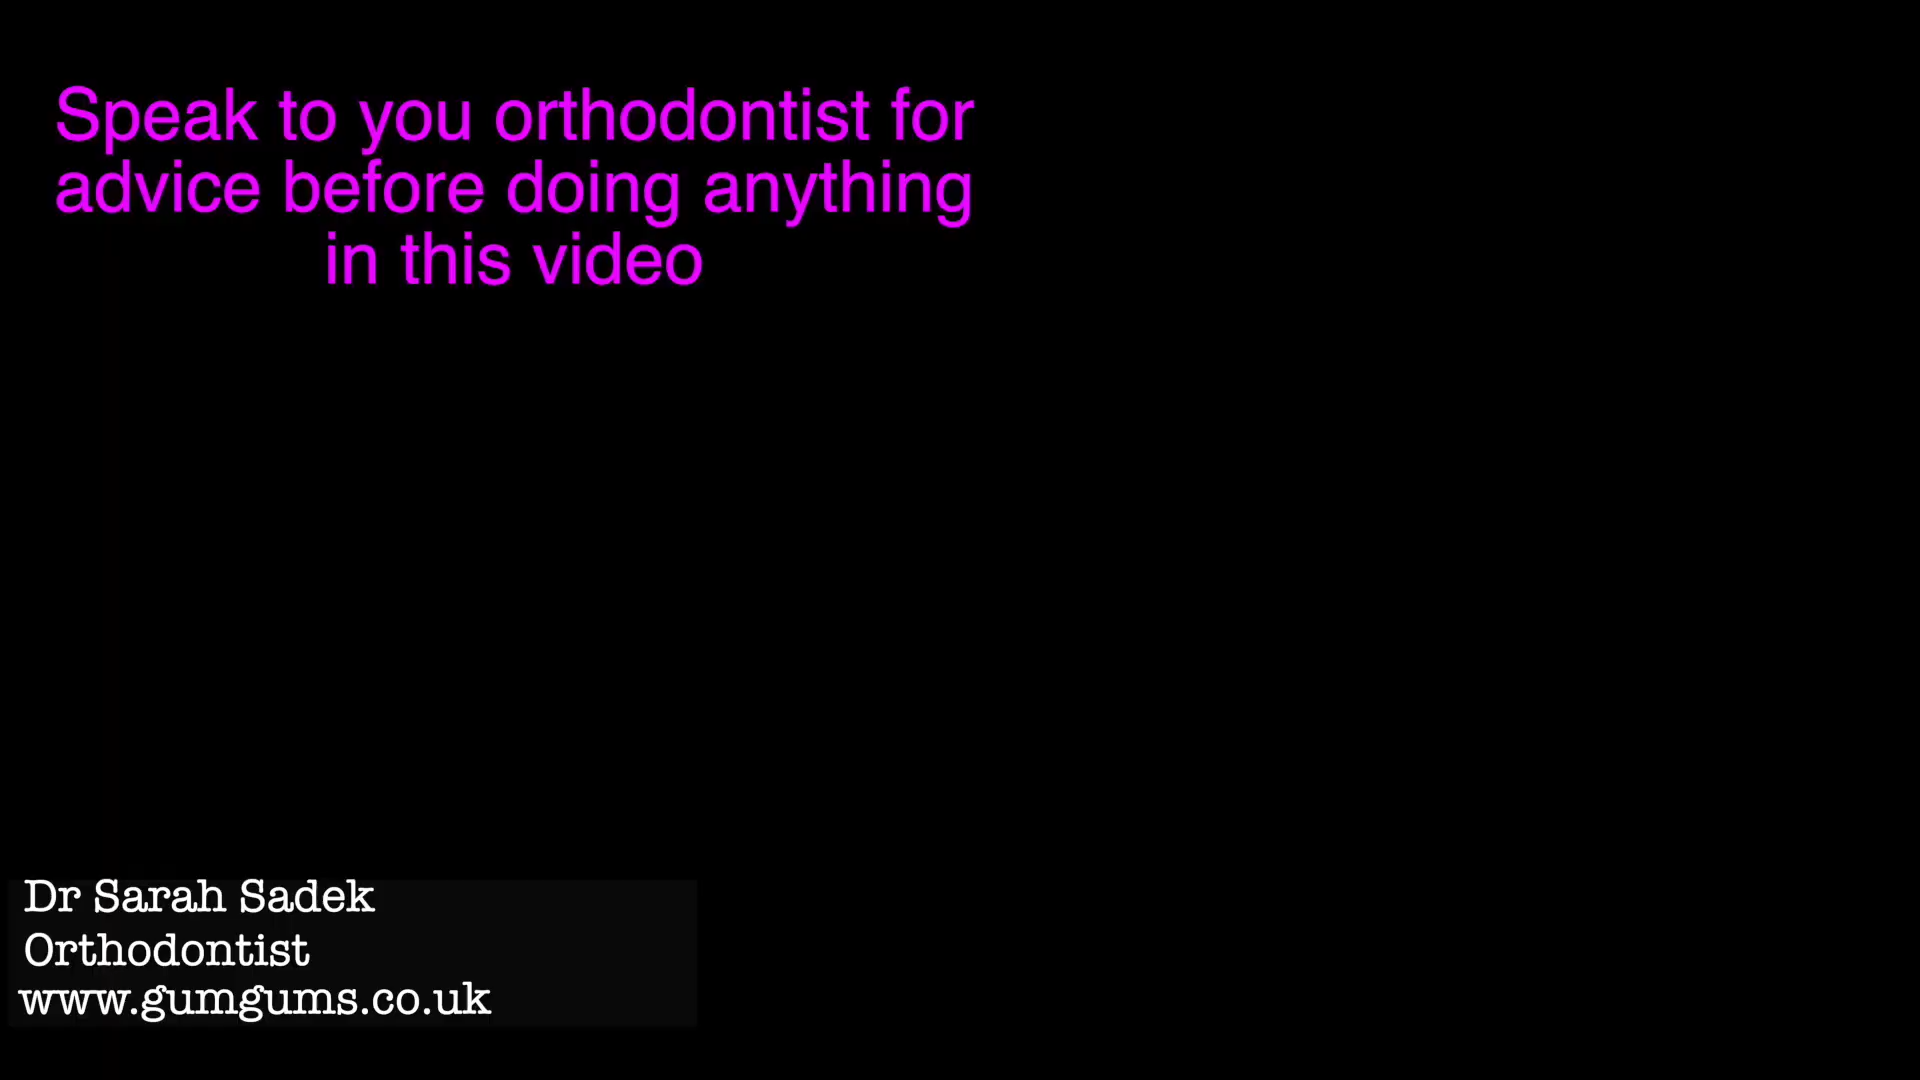 Speak to you orthodontist for
advice before doing anything
in this video
Dr Sarah Sadek
Orthodontist
www.gumgums.co.uk